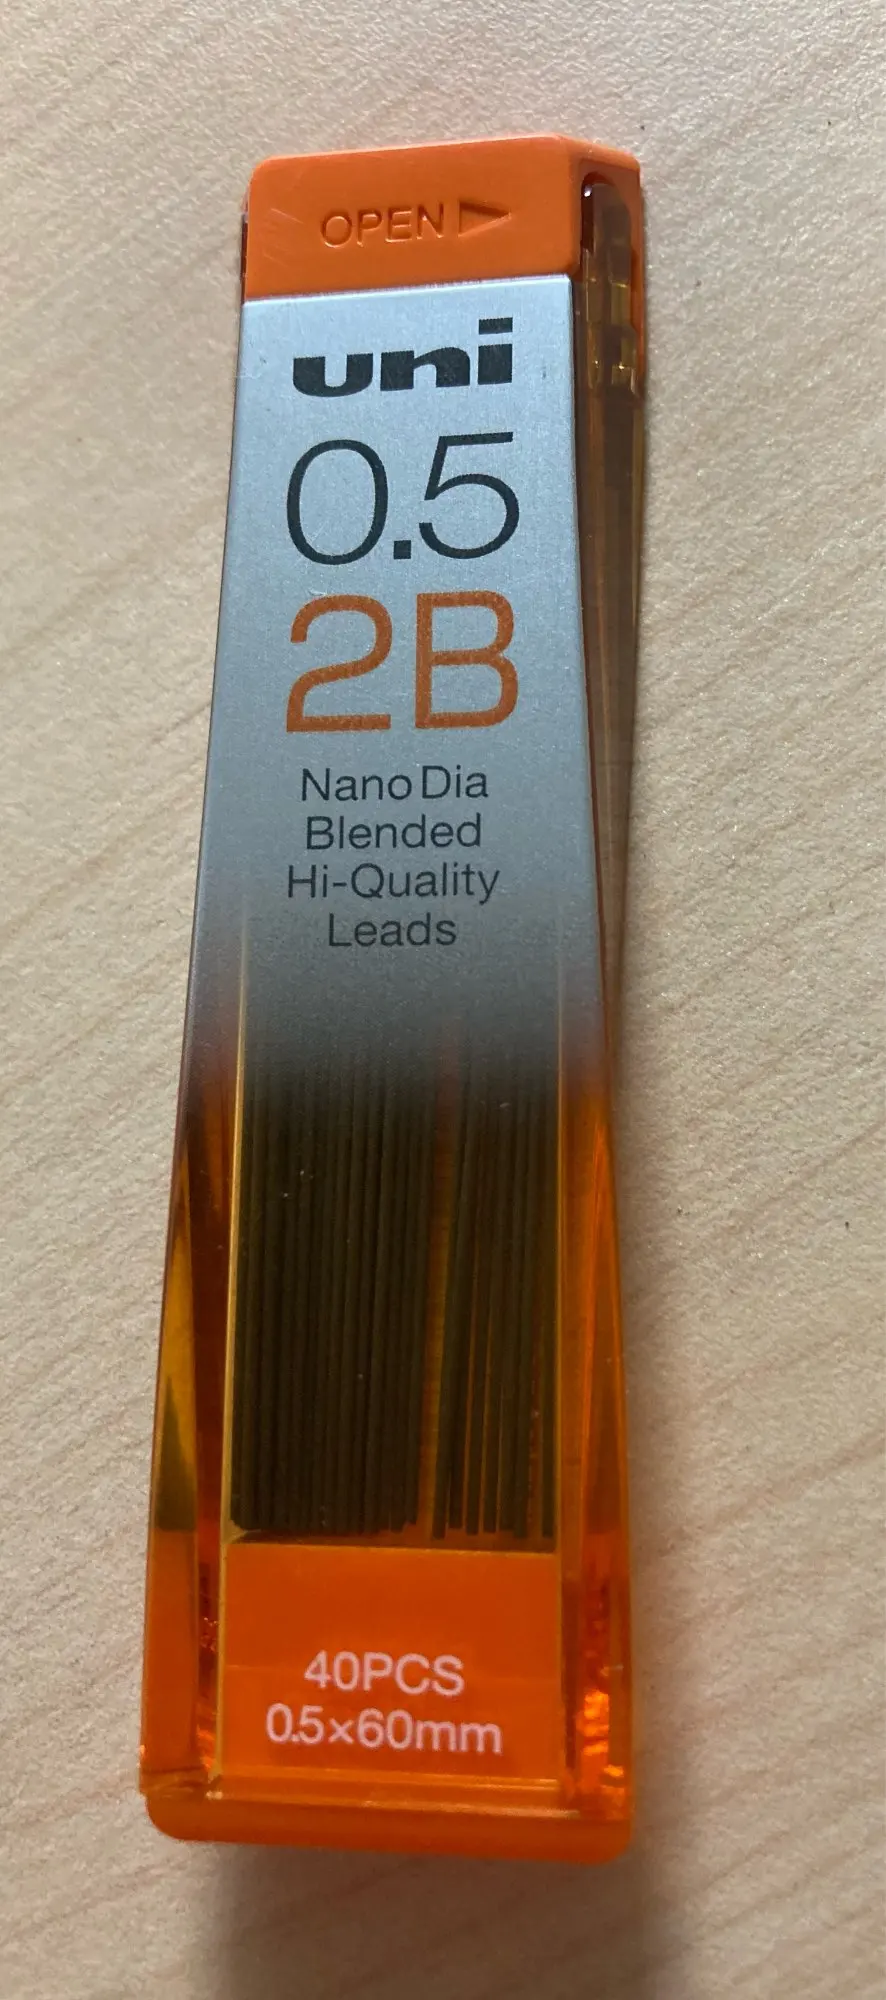 OPEN
uni
0.5
2B
Nano Dia
Blended
Hi-Quality
Leads
40PCS
0.5×60mm